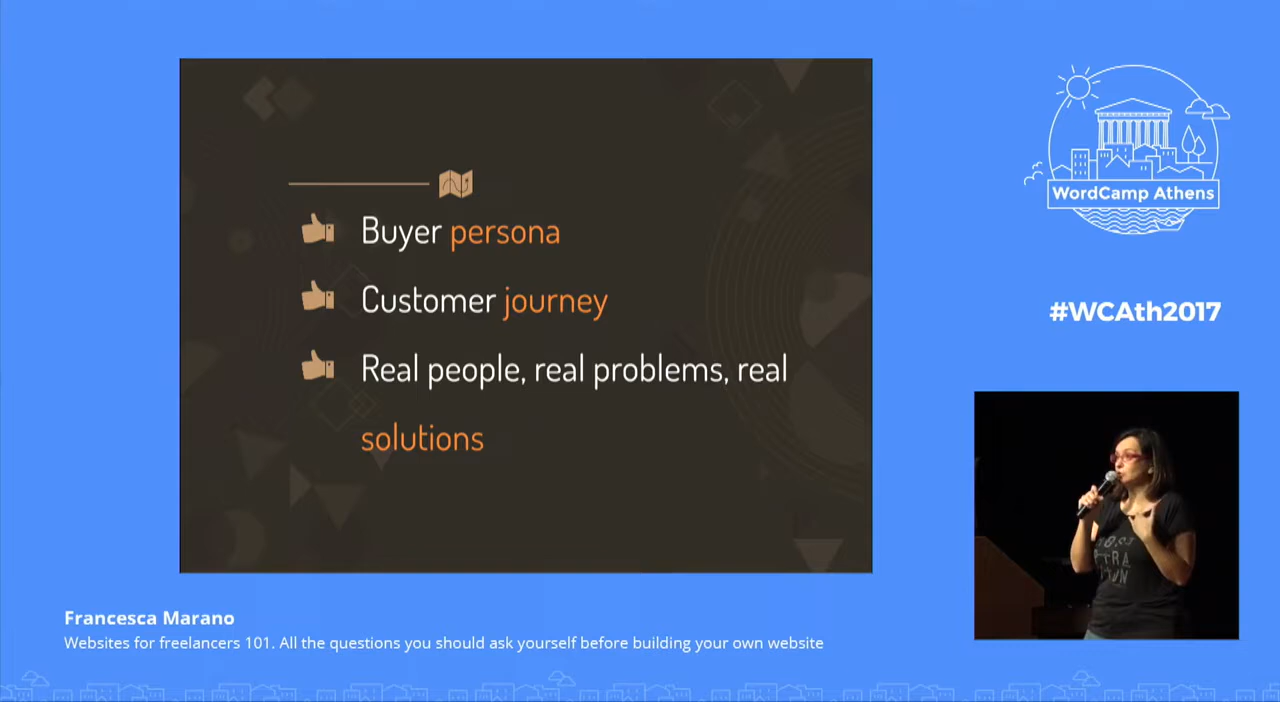 Buyer persona
Customer journey
Real people, real problems, real
solutions
WordCamp Athens
#WCAth2017
Francesca Marano
Websites for freelancers 101. All the questions you should ask yourself before building your own website